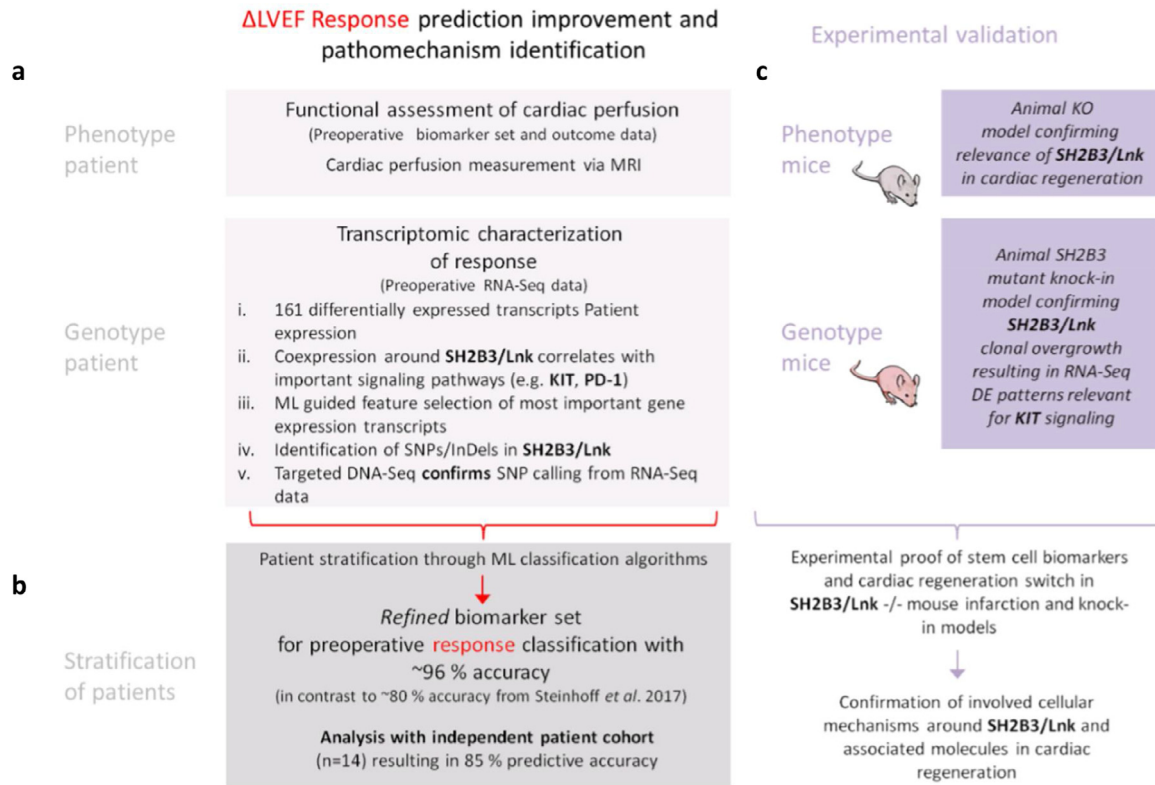 ΔLVEF Response prediction improvement and
pathomechanism identification
a
Phenotype
patient
Functional assessment of cardiac perfusion
(Preoperative biomarker set and outcome data)
Cardiac perfusion measurement via MRI
Genotype
patient
Transcriptomic characterization
of response
(Preoperative RNA-Seq data)
i. 161 differentially expressed transcripts Patient
expression
ii. Coexpression around SH2B3/Lnk correlates with
important signaling pathways (e.g. KIT, PD-1)
iii. ML guided feature selection of most important gene
expression transcripts
iv. Identification of SNPs/InDels in SH2B3/Lnk
v. Targeted DNA-Seq confirms SNP calling from RNA-Seq
data
b
Stratification
of patients
Patient stratification through ML classification algorithms
Refined biomarker set
for preoperative response classification with
~96 % accuracy
(in contrast to ~80 % accuracy from Steinhoff et al. 2017)
Analysis with independent patient cohort
(n=14) resulting in 85 % predictive accuracy
Experimental validation
c
Phenotype
mice
Animal KO
model confirming
relevance of SH2B3/Lnk
in cardiac regeneration
Genotype
mice
Animal SH2B3
mutant knock-in
model confirming
SH2B3/Lnk
clonal overgrowth
resulting in RNA-Seq
DE patterns relevant
for KIT signaling
Experimental proof of stem cell biomarkers
and cardiac regeneration switch in
SH2B3/Lnk -/- mouse infarction and knock-
in models
Confirmation of involved cellular
mechanisms around SH2B3/Lnk and
associated molecules in cardiac
regeneration